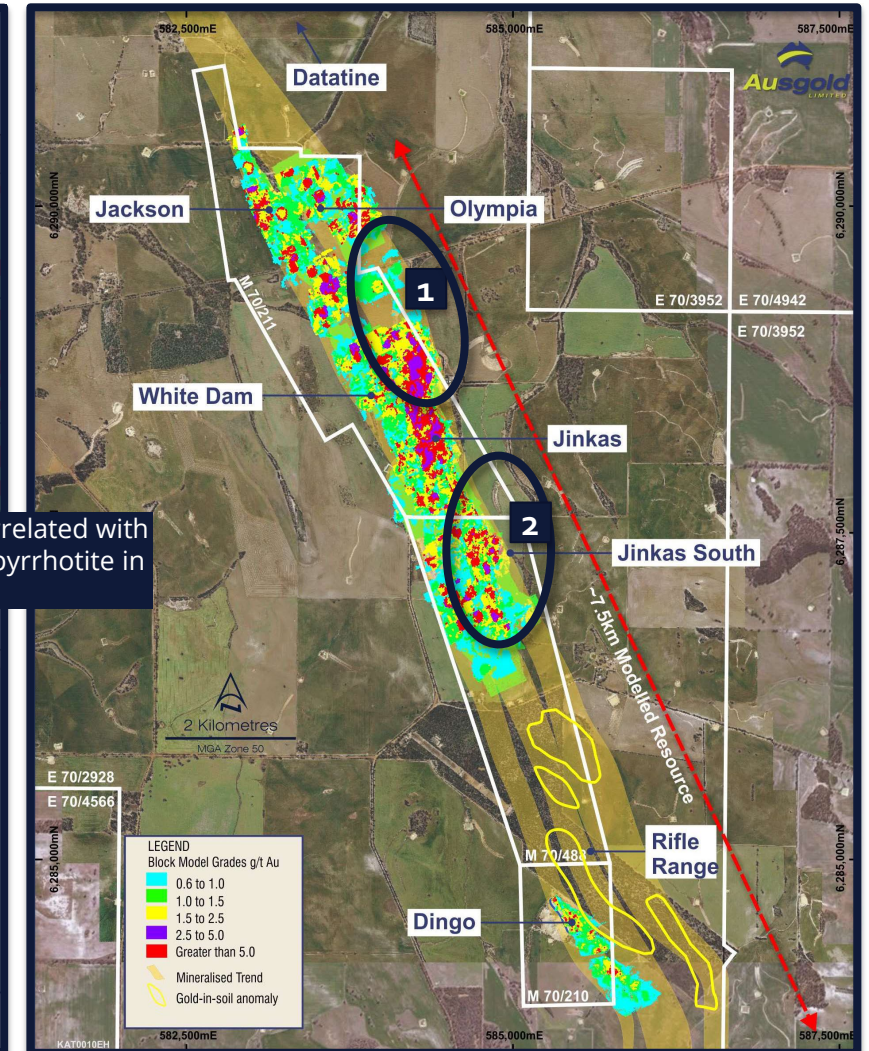 582,500mE
585,000mE
587,500mE
Datatine
Ausgold
LIMITED
6,290,000mN
6,290,000mN
Jackson
Olympia
1
M 70/211
E 70/3952
E 70/4942
E 70/3952
White Dam
Jinkas
2
related with
pyrrhotite in
6,287,500mN
Jinkas South
~7.5km Modelled Resource
2 Kilometres
MGA Zone 50
E 70/2928
E 70/4566
6,285,000mN
6,285,000mN
M 70/488
Rifle
Range
LEGEND
Block Model Grades g/t Au
0.6 to 1.0
1.0 to 1.5
1.5 to 2.5
2.5 to 5.0
Greater than 5.0
Mineralised Trend
Gold-in-soil anomaly
Dingo
M 70/210
KAT0010EH
582,500mE
585,000mE
587,500mE